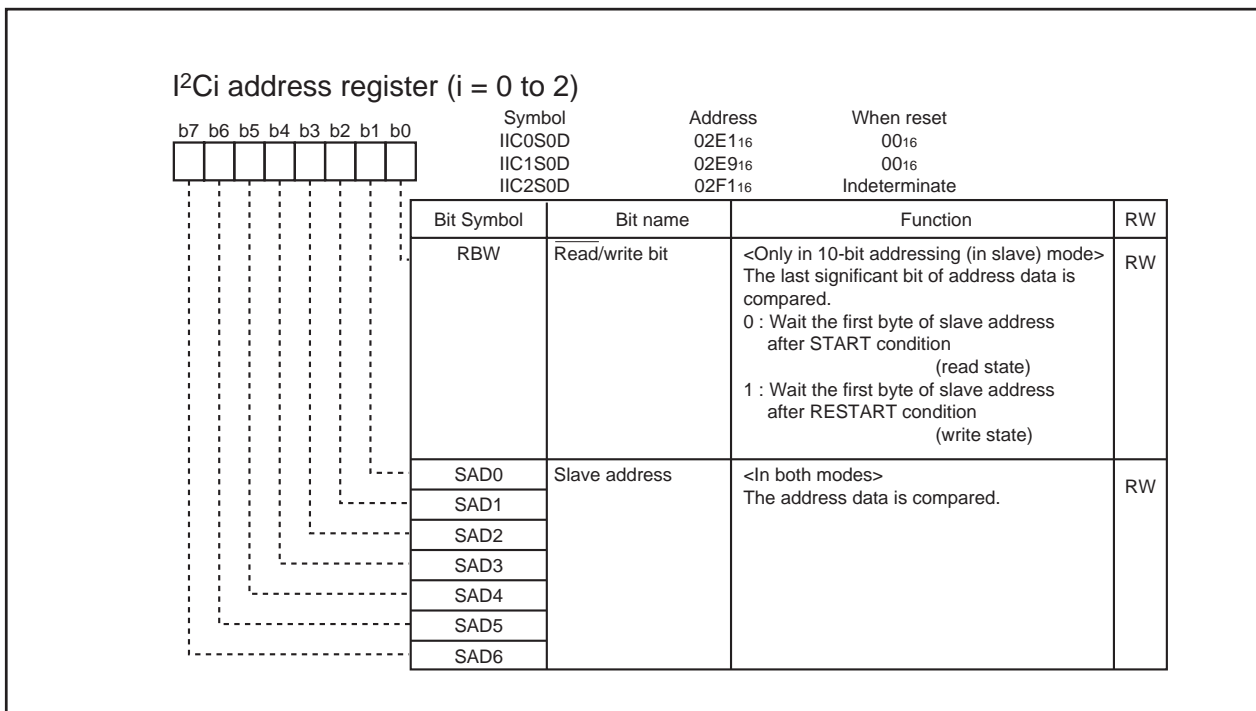 I²Ci address register (i = 0 to 2)
b7 b6 b5 b4 b3 b2 b1 b0
Symbol Address When reset
IIC0S0D 02E1₁₆ 00₁₆
IIC1S0D 02E9₁₆ 00₁₆
IIC2S0D 02F1₁₆ Indeterminate
Bit Symbol Bit name Function RW
RBW Read/write bit <Only in 10-bit addressing (in slave) mode> RW
The last significant bit of address data is
compared.
0 : Wait the first byte of slave address
after START condition
(read state)
1 : Wait the first byte of slave address
after RESTART condition
(write state)
SAD0 Slave address <In both modes> RW
The address data is compared.
SAD1
SAD2
SAD3
SAD4
SAD5
SAD6